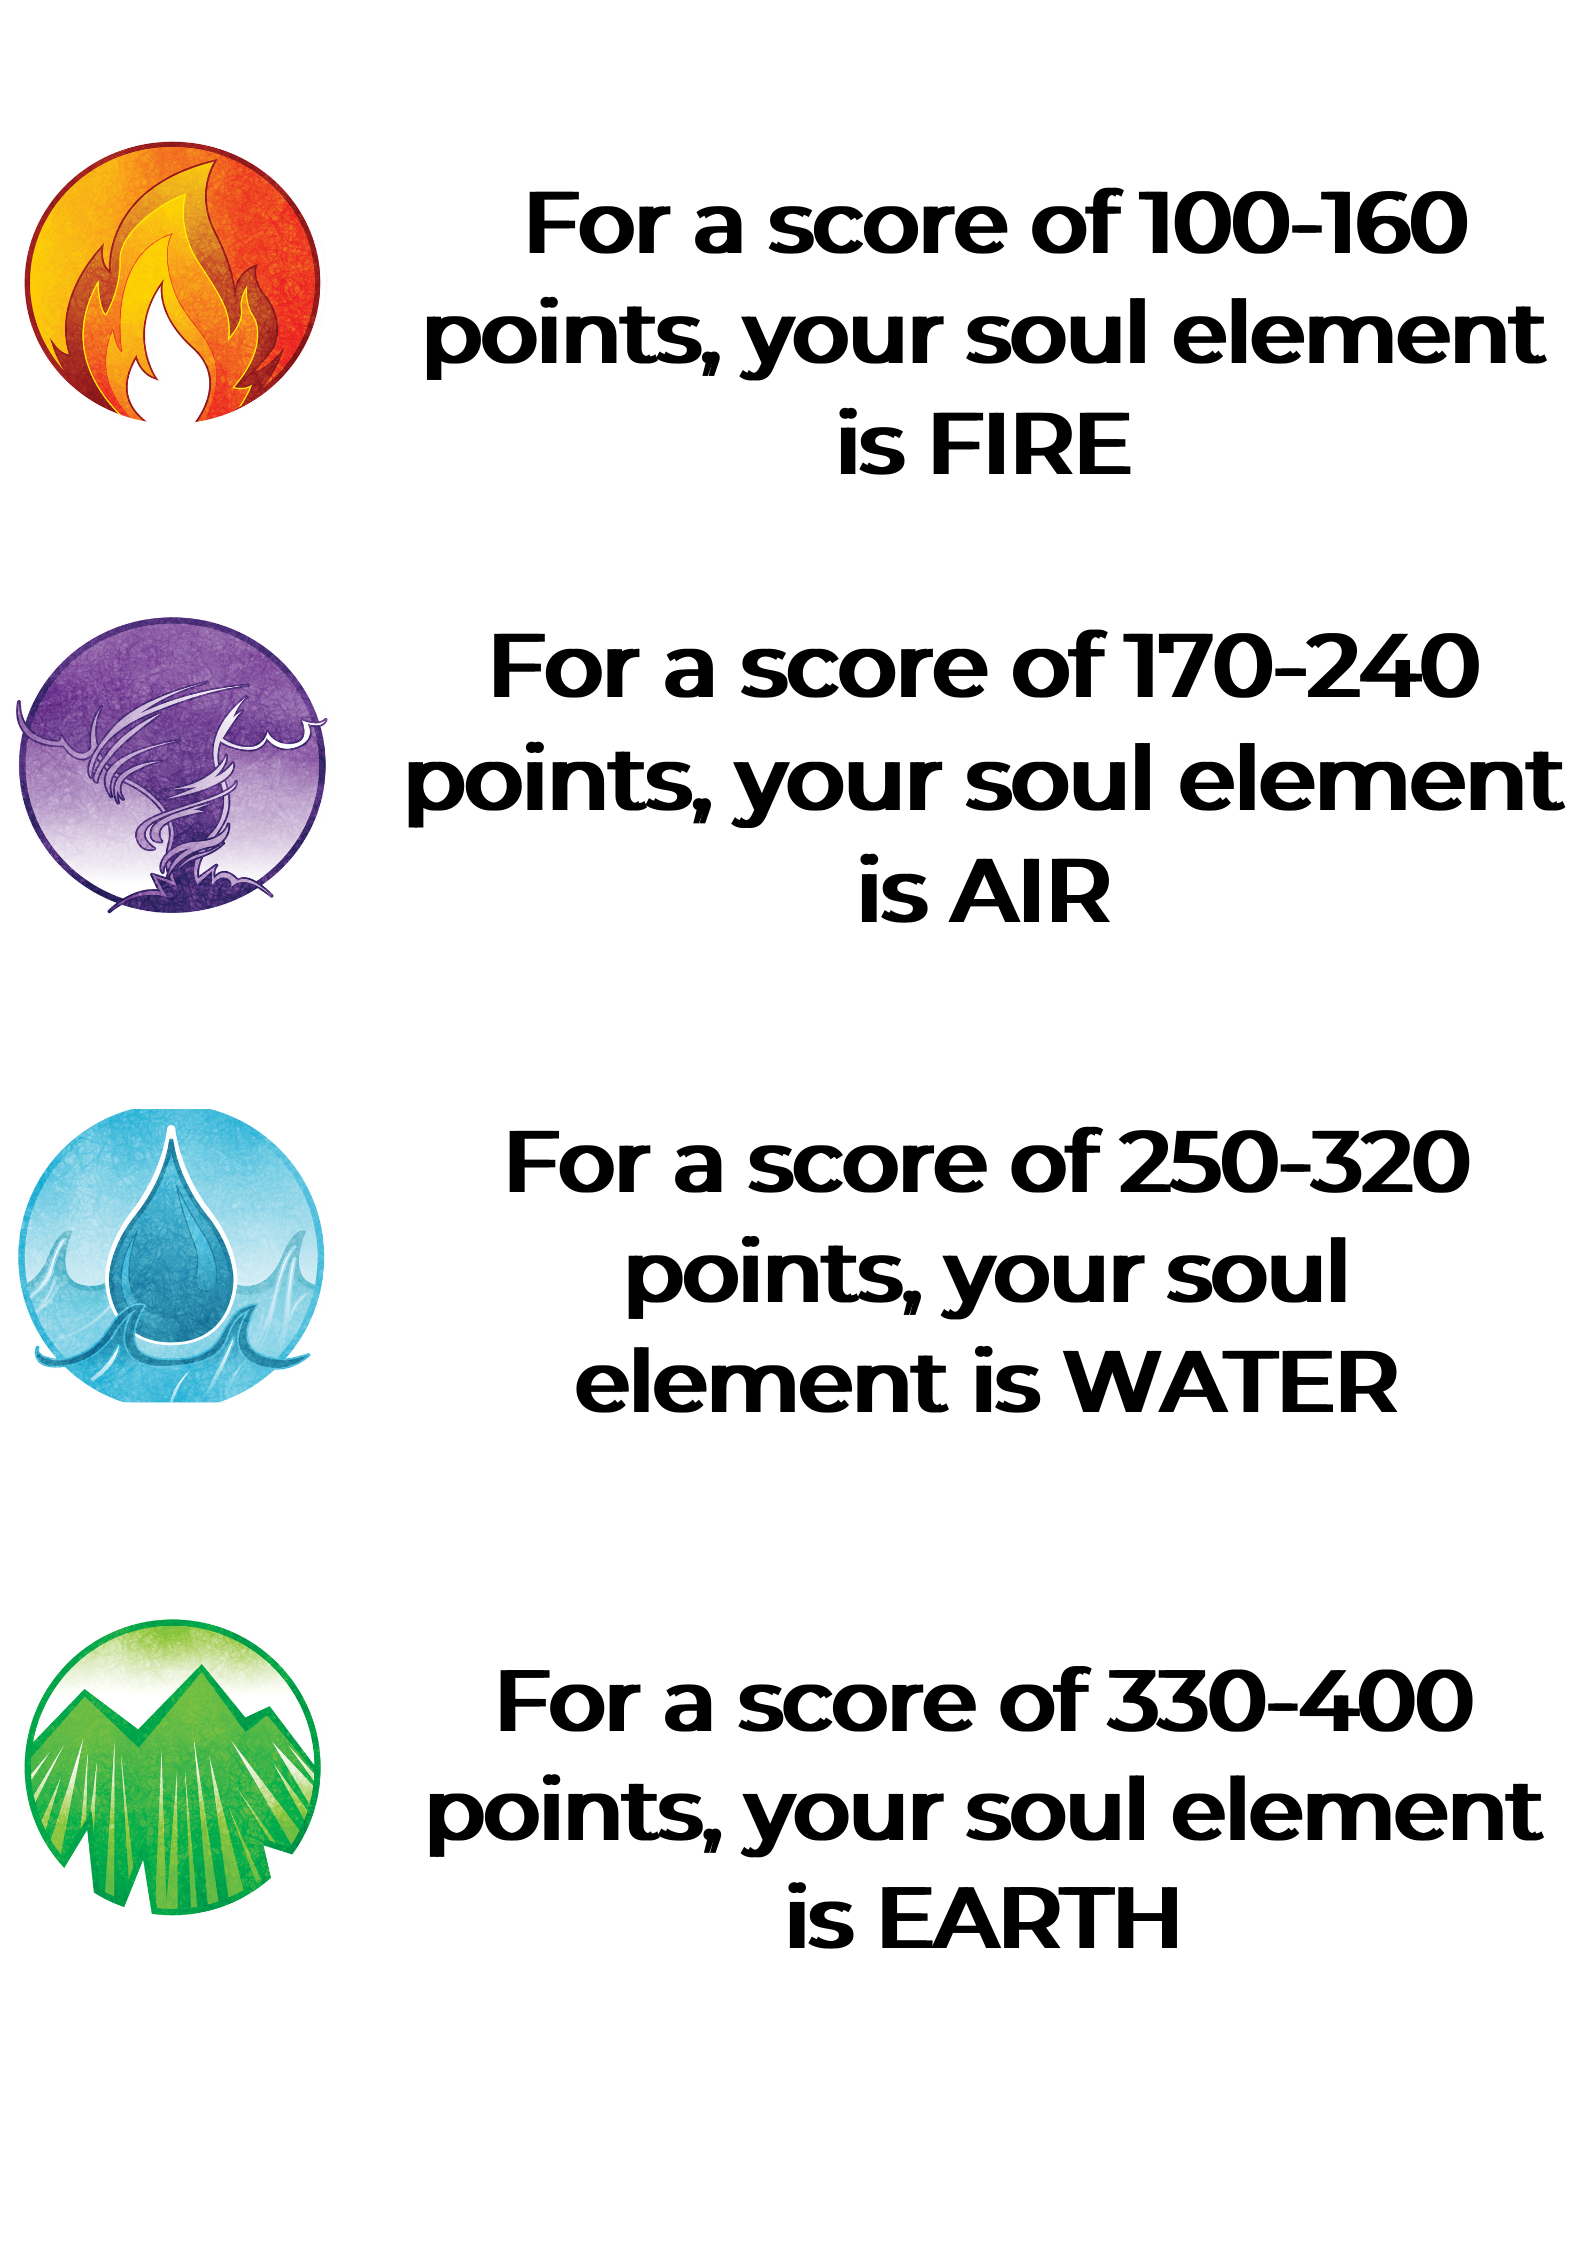 For a score of 100-160
points, your soul element
is FIRE
For a score of 170-240
points, your soul element
is AIR
For a score of 250-320
points, your soul
element is WATER
For a score of 330-400
points, your soul element
is EARTH